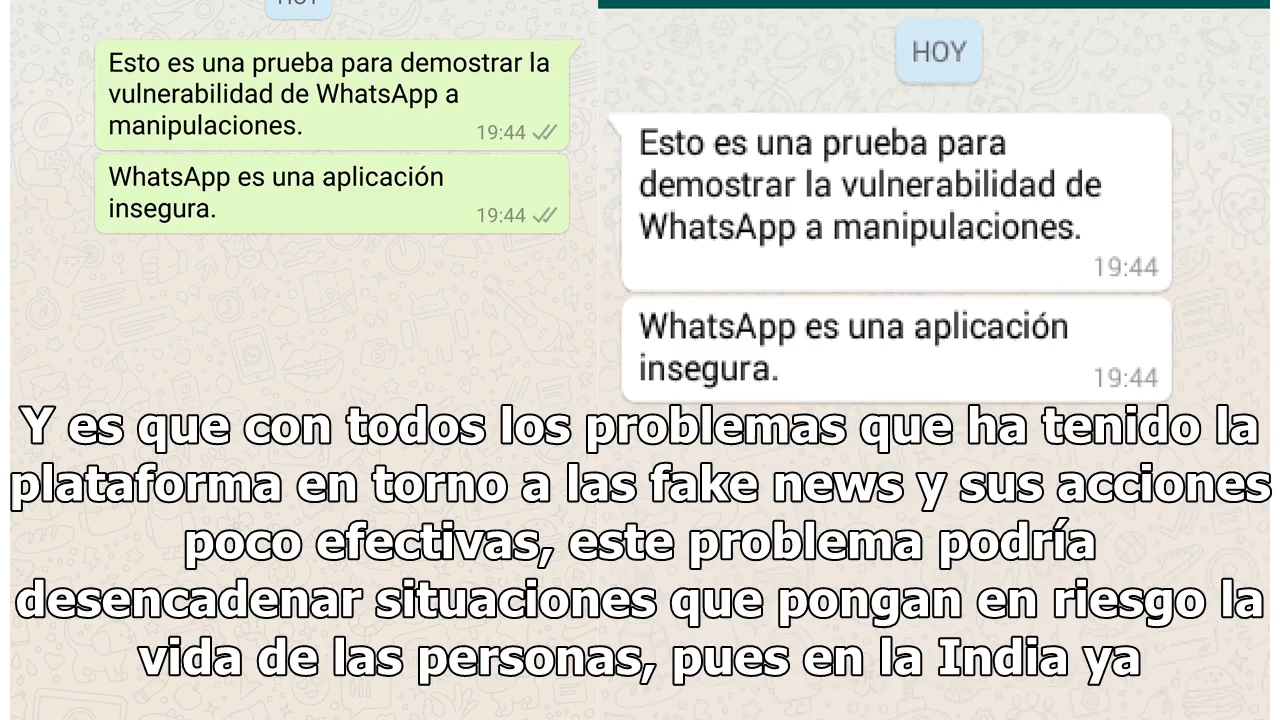 HOY
Esto es una prueba para demostrar la
vulnerabilidad de WhatsApp a
manipulaciones.
19:44
WhatsApp es una aplicación
insegura.
19:44
HOY
Esto es una prueba para
demostrar la vulnerabilidad de
WhatsApp a manipulaciones.
19:44
WhatsApp es una aplicación
insegura.
19:44
Y es que con todos los problemas que ha tenido la
plataforma en torno a las fake news y sus acciones
poco efectivas, este problema podría
desencadenar situaciones que pongan en riesgo la
vida de las personas, pues en la India ya